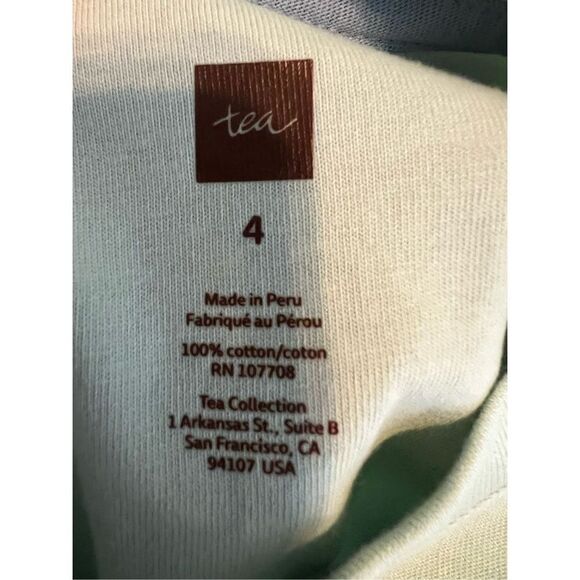 tea
4
Made in Peru
Fabriqué au Pérou
100% cotton/coton
RN 107708
Tea Collection
1 Arkansas St., Suite B
San Francisco, CA
94107 USA